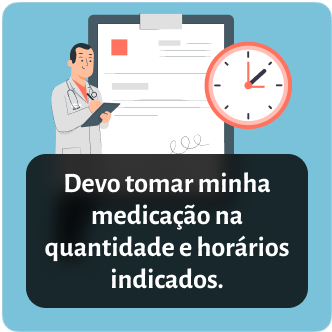 Devo tomar minha
medicação na
quantidade e horários
indicados.